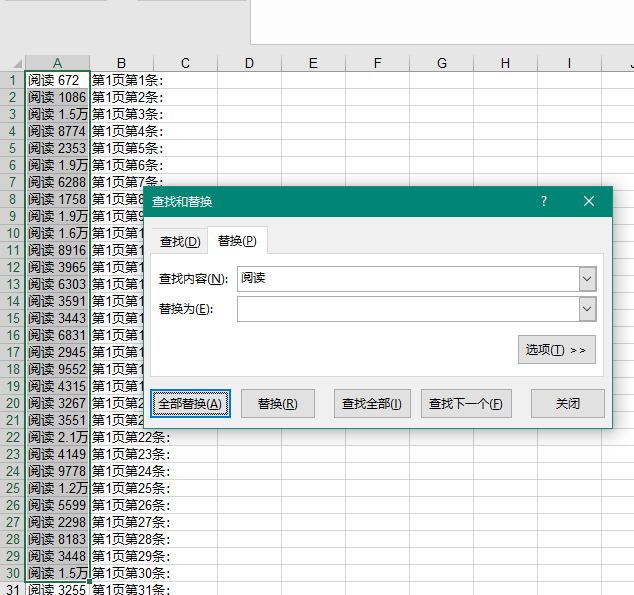 A B C D E F G H I
1 阅读 672 第1页第1条:
2 阅读 1086 第1页第2条:
3 阅读 1.5万 第1页第3条:
4 阅读 8774 第1页第4条:
5 阅读 2353 第1页第5条:
6 阅读 1.9万 第1页第6条:
7 阅读 6288 第1页第7条:
8 阅读 1758 第1页第8
9 阅读 1.9万 第1页第9
10 阅读 1.6万 第1页第1
11 阅读 8916 第1页第1
12 阅读 3965 第1页第1
13 阅读 6303 第1页第1
14 阅读 3591 第1页第1
15 阅读 3443 第1页第1
16 阅读 6831 第1页第1
17 阅读 2945 第1页第1
18 阅读 9552 第1页第1
19 阅读 4315 第1页第1
20 阅读 3267 第1页第2
21 阅读 3551 第1页第2
22 阅读 2.1万 第1页第22条:
23 阅读 4149 第1页第23条:
24 阅读 9778 第1页第24条:
25 阅读 1.2万 第1页第25条:
26 阅读 5599 第1页第26条:
27 阅读 2298 第1页第27条:
28 阅读 8183 第1页第28条:
29 阅读 3448 第1页第29条:
30 阅读 1.5万 第1页第30条:
31 阅读 3255 第1页第31条:
查找和替换 ?
查找(D) 替换(P)
查找内容(N): 阅读
替换为(E):
选项(T) >>
全部替换(A) 替换(R) 查找全部(I) 查找下一个(F) 关闭